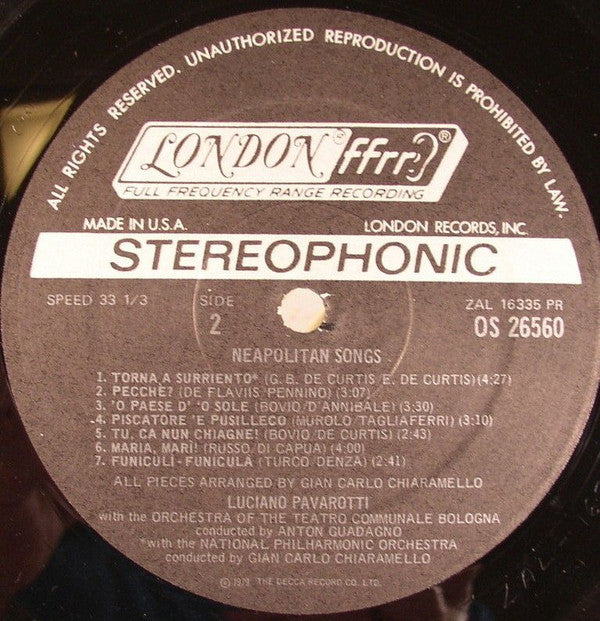 ALL RIGHTS RESERVED. UNAUTHORIZED REPRODUCTION IS PROHIBITED BY LAW.
LONDON ffrr ®
FULL FREQUENCY RANGE RECORDING
MADE IN U.S.A. LONDON RECORDS, INC.
STEREOPHONIC
SPEED 33 1/3 SIDE ZAL 16335 PR
2 OS 26560
NEAPOLITAN SONGS
1. TORNA A SURRIENTO* (G. B. DE CURTIS/E. DE CURTIS) (4:27)
2. PECCHÈ? (DE FLAVIIS/PENNINO) (3:07)
3. 'O PAESE D' 'O SOLE (BOVIO/D'ANNIBALE) (3:30)
4. PISCATORE 'E PUSILLECO (MUROLO/TAGLIAFERRI) (3:10)
5. TU, CA NUN CHIAGNE! (BOVIO/DE CURTIS) (2:43)
6. MARIA, MARÌ! (RUSSO/DI CAPUA) (4:00)
7. FUNICULÌ-FUNICULÀ (TURCO/DENZA) (2:41)
ALL PIECES ARRANGED BY GIAN CARLO CHIARAMELLO
LUCIANO PAVAROTTI
with the ORCHESTRA OF THE TEATRO COMMUNALE BOLOGNA
conducted by ANTON GUADAGNO
*with the NATIONAL PHILHARMONIC ORCHESTRA
conducted by GIAN CARLO CHIARAMELLO
THE DECCA RECORD CO. LTD.